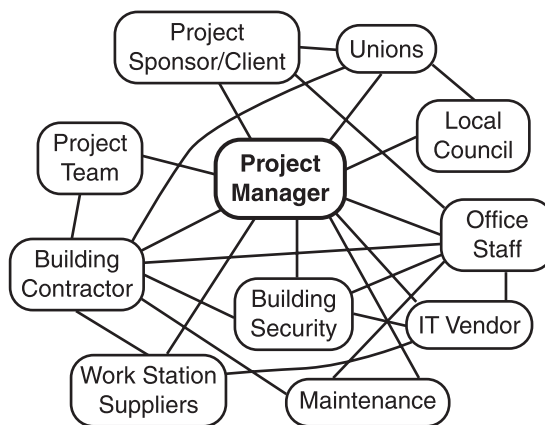 Project
Sponsor/Client
Unions
Local
Council
Project
Team
Project
Manager
Office
Staff
Building
Contractor
Building
Security
IT Vendor
Work Station
Suppliers
Maintenance